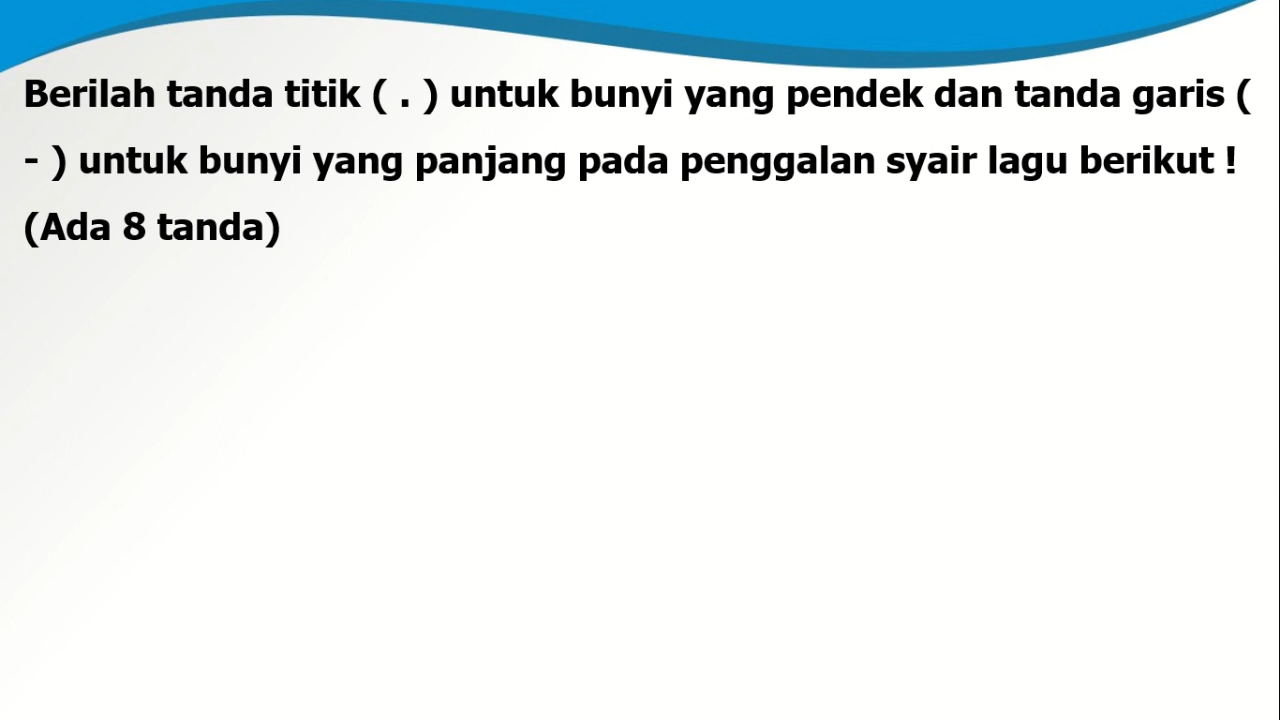 Berilah tanda titik ( . ) untuk bunyi yang pendek dan tanda garis (
- ) untuk bunyi yang panjang pada penggalan syair lagu berikut !
(Ada 8 tanda)